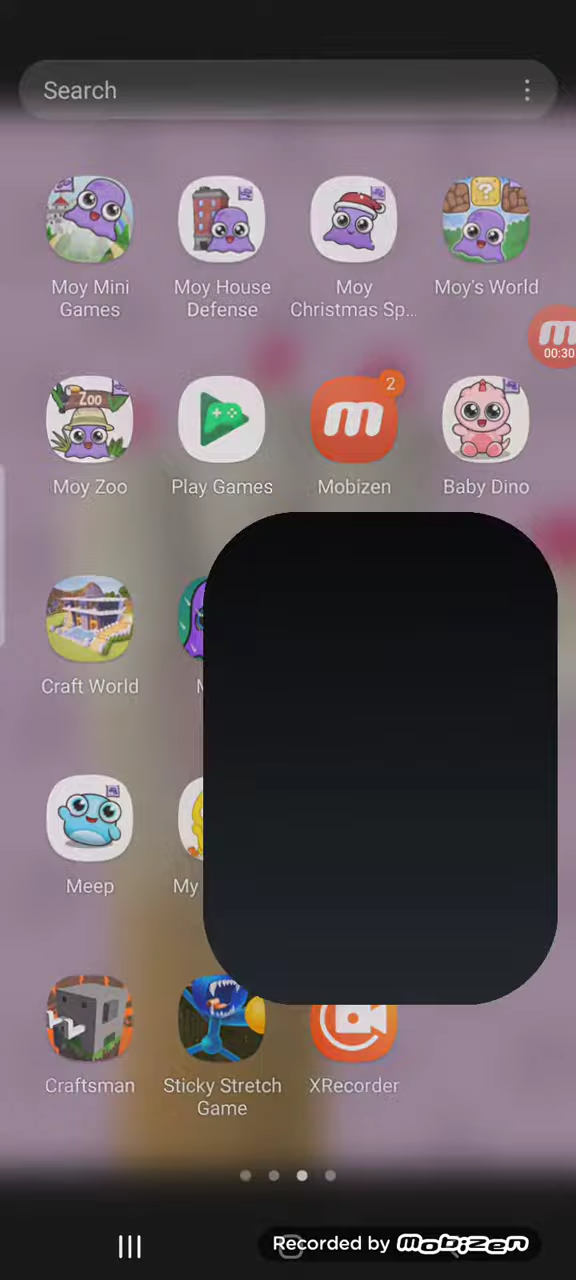 Search
Moy Mini
Games
Moy House
Defense
Moy
Christmas Sp...
Moy's World
00:30
Zoo
2
Moy Zoo
Play Games
Mobizen
Baby Dino
Craft World
Meep
My
Craftsman
Sticky Stretch
Game
XRecorder
Recorded by mobizen